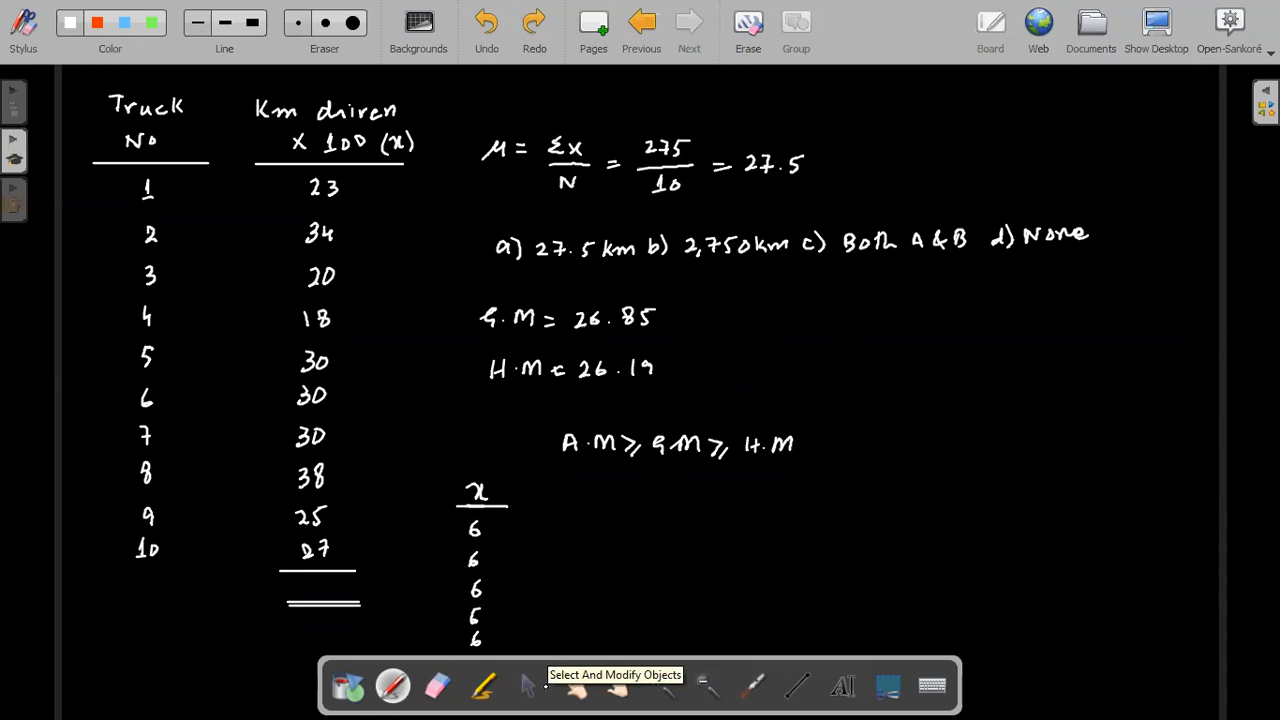 Stylus
Color
Line
Eraser
Backgrounds
Undo
Redo
Pages
Previous
Next
Erase
Group
Board
Web
Documents
Show Desktop
Open-Sankoré
Truck No
Km driven x 100 (x)
1 23
2 34
3 20
4 18
5 30
6 30
7 30
8 38
9 25
10 27
μ = Σx/N = 275/10 = 27.5
a) 27.5 km b) 2,750km c) Both A & B d) None
G.M = 26.85
H.M = 26.19
A.M ⩾ G.M ⩾ H.M
x
6
6
6
6
6
Select And Modify Objects
AI